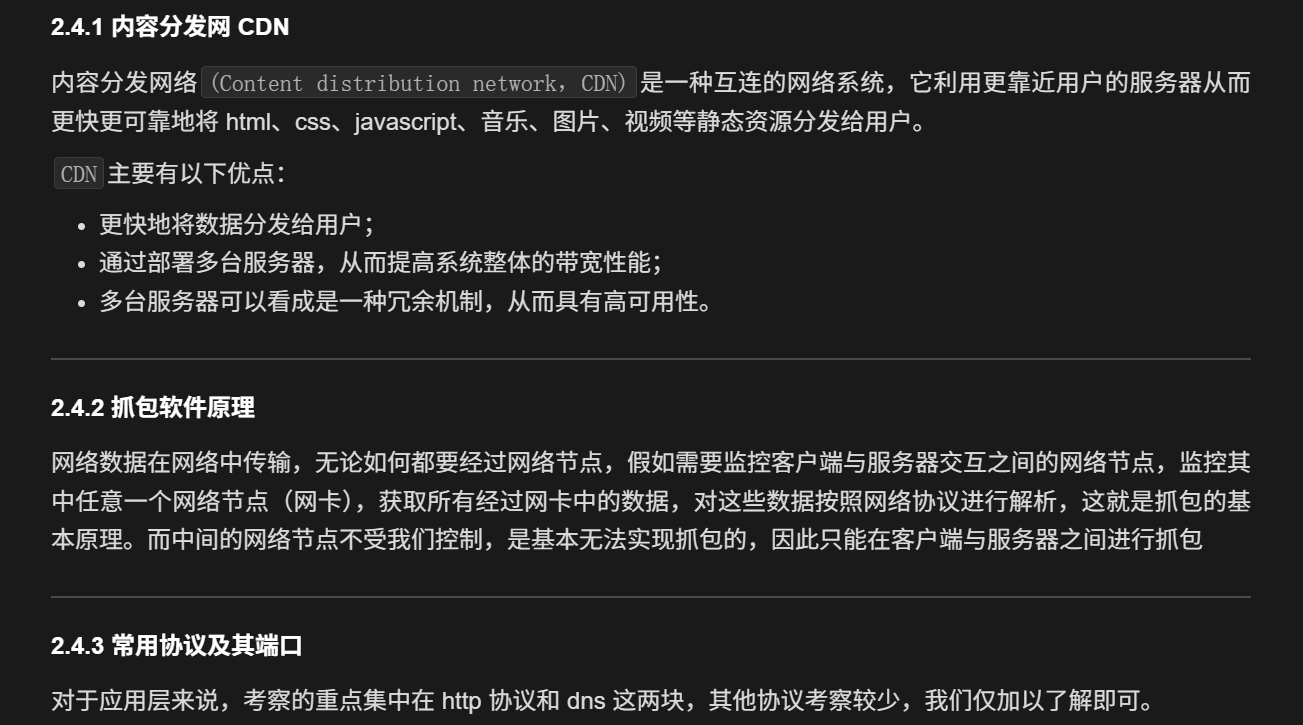 2.4.1 内容分发网 CDN
内容分发网络(Content distribution network，CDN)是一种互连的网络系统，它利用更靠近用户的服务器从而
更快更可靠地将 html、css、javascript、音乐、图片、视频等静态资源分发给用户。
CDN主要有以下优点：
• 更快地将数据分发给用户；
• 通过部署多台服务器，从而提高系统整体的带宽性能；
• 多台服务器可以看成是一种冗余机制，从而具有高可用性。
2.4.2 抓包软件原理
网络数据在网络中传输，无论如何都要经过网络节点，假如需要监控客户端与服务器交互之间的网络节点，监控其
中任意一个网络节点（网卡），获取所有经过网卡中的数据，对这些数据按照网络协议进行解析，这就是抓包的基
本原理。而中间的网络节点不受我们控制，是基本无法实现抓包的，因此只能在客户端与服务器之间进行抓包
2.4.3 常用协议及其端口
对于应用层来说，考察的重点集中在 http 协议和 dns 这两块，其他协议考察较少，我们仅加以了解即可。